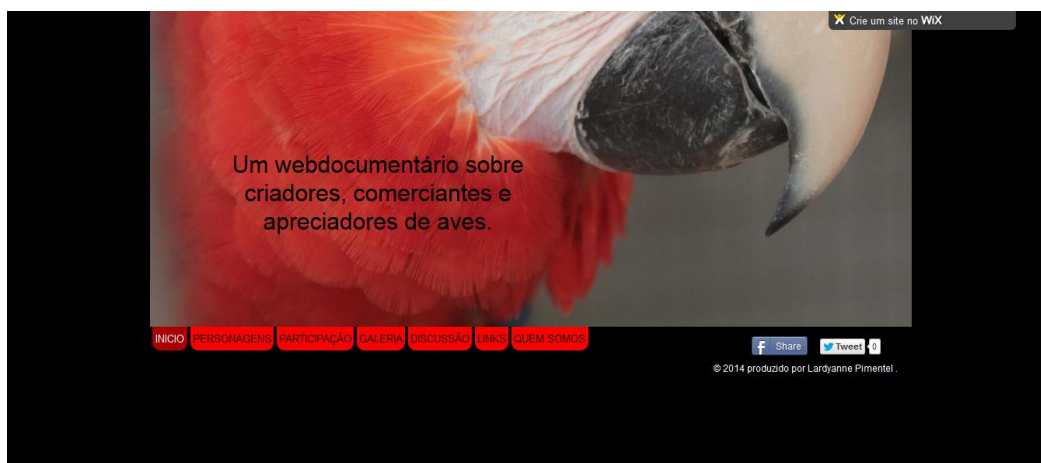 Crie um site no WiX
Um webdocumentário sobre
criadores, comerciantes e
apreciadores de aves.
INICIO PERSONAGENS PARTICIPAÇÃO GALERIA DISCUSSÃO LINKS QUEM SOMOS
f Share Tweet 0
© 2014 produzido por Lardyanne Pimentel .